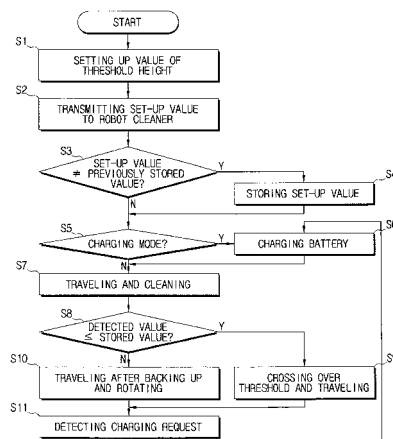 START
S1
SETTING UP VALUE OF
THRESHOLD HEIGHT
S2
TRANSMITTING SET-UP VALUE
TO ROBOT CLEANER
S3
SET-UP VALUE
≠ PREVIOUSLY STORED
VALUE?
Y
S4
STORING SET-UP VALUE
N
S5
CHARGING MODE?
Y
S6
CHARGING BATTERY
N
S7
TRAVELING AND CLEANING
S8
DETECTED VALUE
≤ STORED VALUE?
Y
N
S10
TRAVELING AFTER BACKING UP
AND ROTATING
CROSSING OVER
THRESHOLD AND TRAVELING
S11
DETECTING CHARGING REQUEST